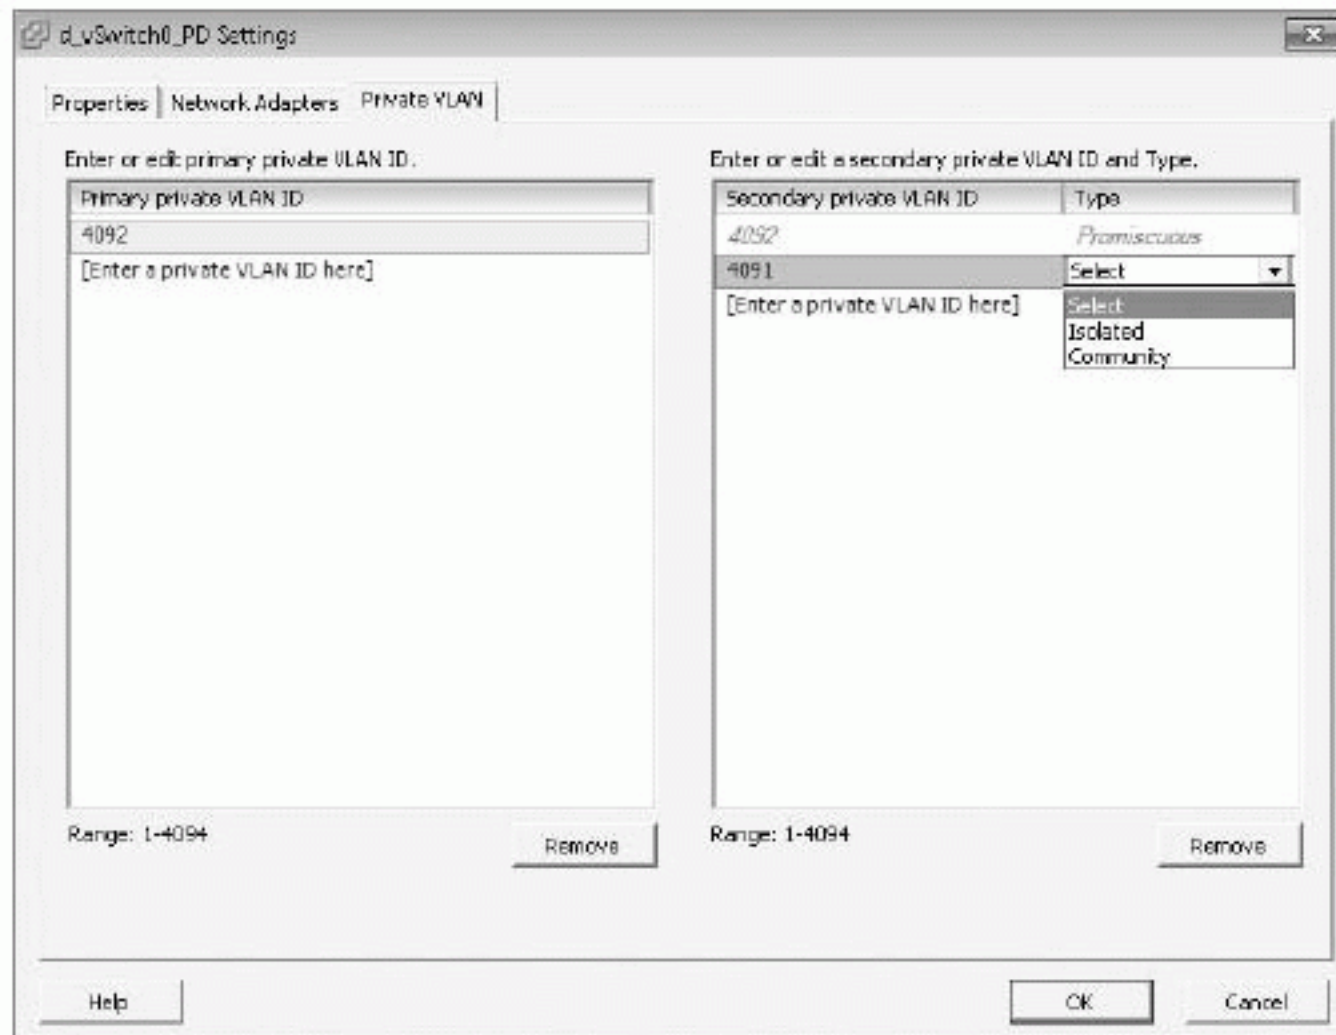 d_vSwitch0_PD Settings
Properties Network Adapters Private VLAN
Enter or edit primary private VLAN ID.
Primary private VLAN ID
4092
[Enter a private VLAN ID here]
Range: 1-4094
Remove
Enter or edit a secondary private VLAN ID and Type.
Secondary private VLAN ID Type
4092 Promiscuous
4091 Select
[Enter a private VLAN ID here]
Select
Isolated
Community
Range: 1-4094
Remove
Help
OK
Cancel